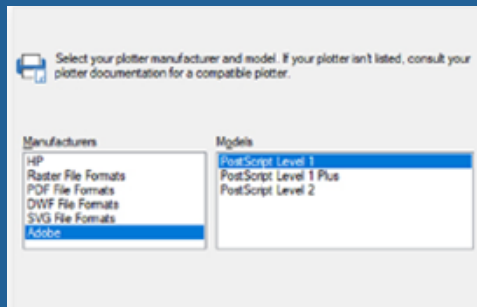 Select your plotter manufacturer and model. If your plotter isn't listed, consult your
plotter documentation for a compatible plotter.
Manufacturers
HP
Raster File Formats
PDF File Formats
DWF File Formats
SVG File Formats
Adobe
Models
PostScript Level 1
PostScript Level 1 Plus
PostScript Level 2